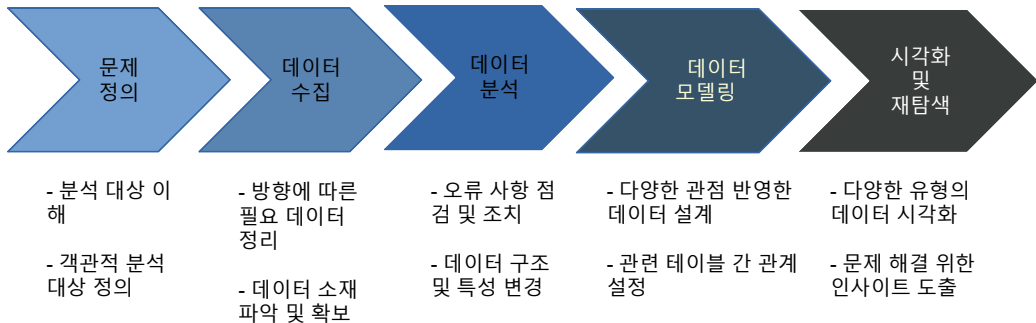 문제
정의
데이터
수집
데이터
분석
데이터
모델링
시각화
및
재탐색
- 분석 대상 이
해
- 객관적 분석
대상 정의
- 방향에 따른
필요 데이터
정리
- 데이터 소재
파악 및 확보
- 오류 사항 점
검 및 조치
- 데이터 구조
및 특성 변경
- 다양한 관점 반영한
데이터 설계
- 관련 테이블 간 관계
설정
- 다양한 유형의
데이터 시각화
- 문제 해결 위한
인사이트 도출